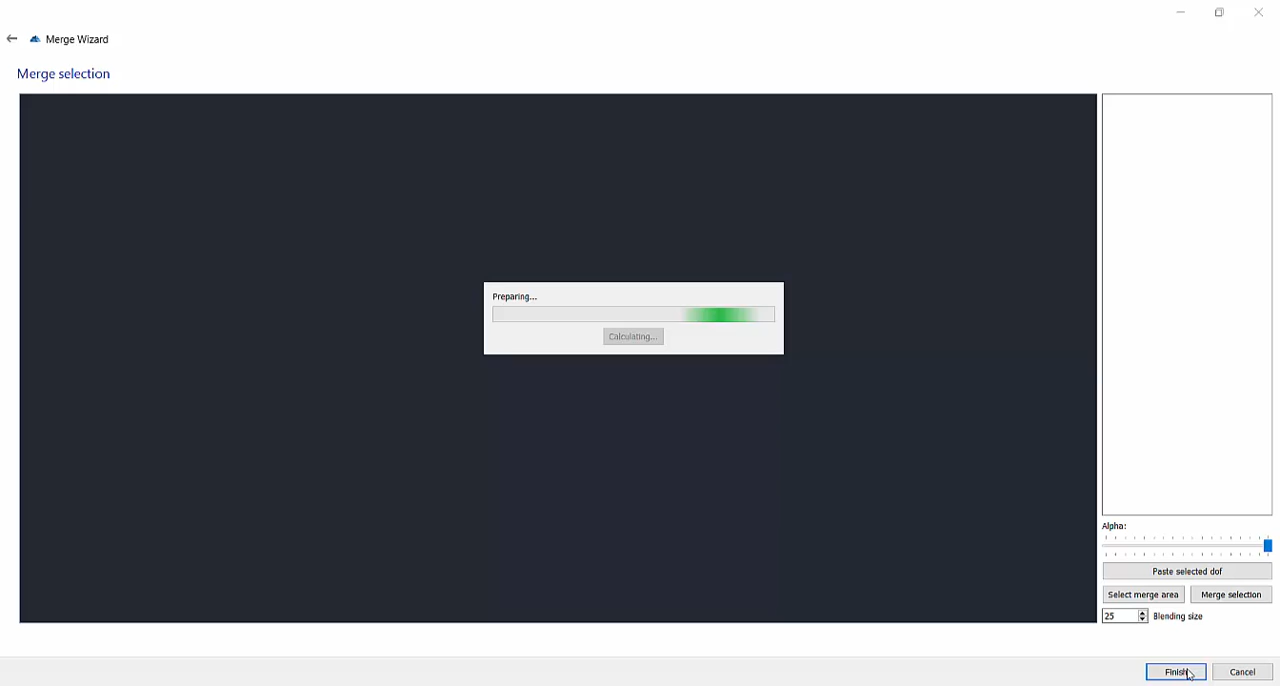 Merge Wizard
Merge selection
Preparing...
Calculating...
Alpha:
Paste selected dof
Select merge area
Merge selection
25
Blending size
Finish
Cancel